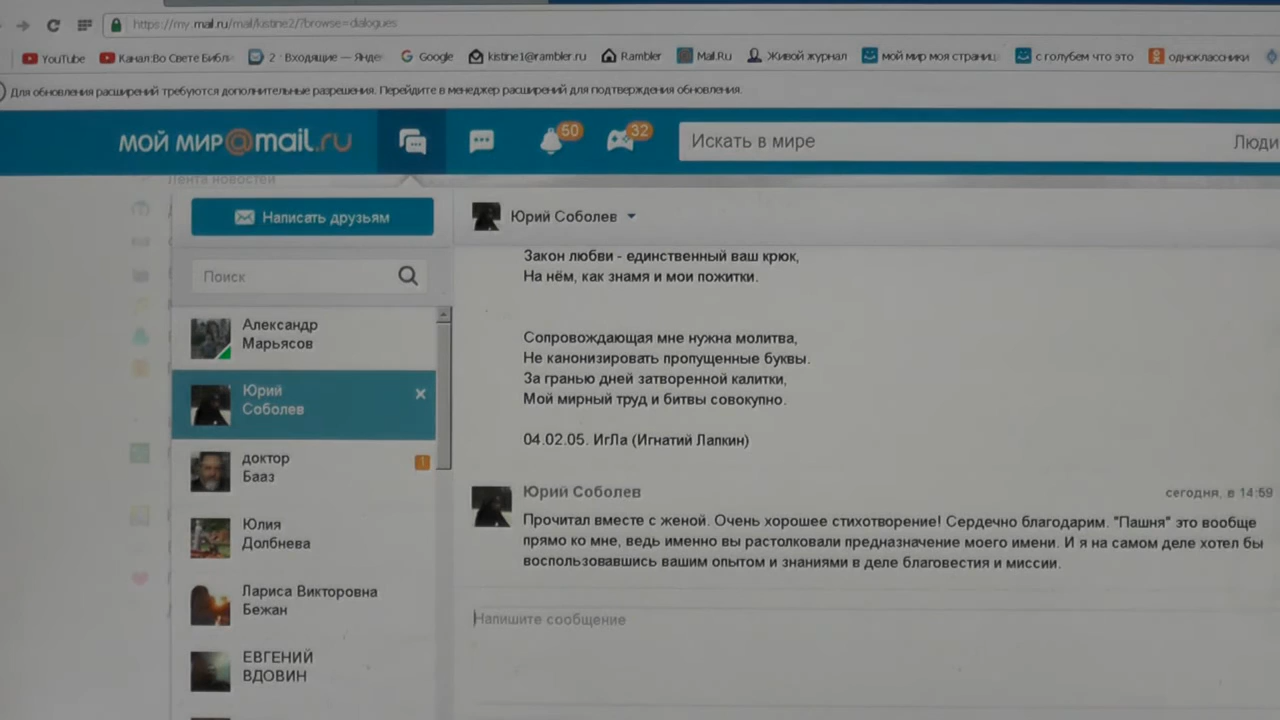 https://my.mail.ru/mail/kistine2/?browse=dialogues
YouTube
Канал:Во Свете Библ
2 · Входящие — Янде
Google
kistine1@rambler.ru
Rambler
Mail.Ru
Живой журнал
мой мир моя страниц
с голубем что это
одноклассники
Для обновления расширений требуются дополнительные разрешения. Перейдите в менеджер расширений для подтверждения обновления.
МОЙ МИР@mail.ru
50
32
Искать в мире
Люди
Лента новостей
Написать друзьям
Юрий Соболев
Поиск
Александр
Марьясов
Юрий
Соболев
доктор
Бааз
1
Юлия
Долбнева
Лариса Викторовна
Бежан
ЕВГЕНИЙ
ВДОВИН
Закон любви - единственный ваш крюк,
На нём, как знамя и мои пожитки.
Сопровождающая мне нужна молитва,
Не канонизировать пропущенные буквы.
За гранью дней затворенной калитки,
Мой мирный труд и битвы совокупно.
04.02.05. ИгЛа (Игнатий Лапкин)
Юрий Соболев
сегодня, в 14:59
Прочитал вместе с женой. Очень хорошее стихотворение! Сердечно благодарим. "Пашня" это вообще
прямо ко мне, ведь именно вы растолковали предназначение моего имени. И я на самом деле хотел бы
воспользовавшись вашим опытом и знаниями в деле благовестия и миссии.
Напишите сообщение